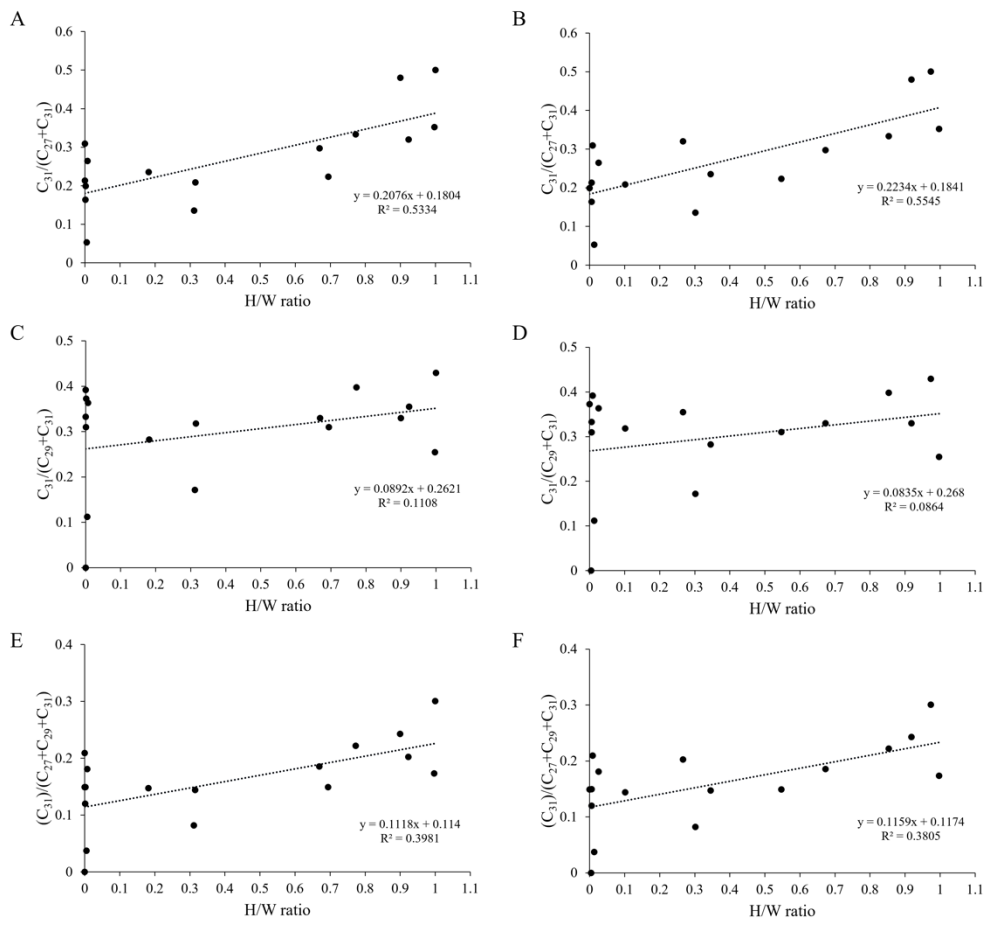 A
C31/(C27+C31)
0.6
0.5
0.4
0.3
0.2
0.1
0
y = 0.2076x + 0.1804
R² = 0.5334
0 0.1 0.2 0.3 0.4 0.5 0.6 0.7 0.8 0.9 1 1.1
H/W ratio
B
C31/(C27+C31)
0.6
0.5
0.4
0.3
0.2
0.1
0
y = 0.2234x + 0.1841
R² = 0.5545
0 0.1 0.2 0.3 0.4 0.5 0.6 0.7 0.8 0.9 1 1.1
H/W ratio
C
C31/(C29+C31)
0.5
0.4
0.3
0.2
0.1
0
y = 0.0892x + 0.2621
R² = 0.1108
0 0.1 0.2 0.3 0.4 0.5 0.6 0.7 0.8 0.9 1 1.1
H/W ratio
D
C31/(C29+C31)
0.5
0.4
0.3
0.2
0.1
0
y = 0.0835x + 0.268
R² = 0.0864
0 0.1 0.2 0.3 0.4 0.5 0.6 0.7 0.8 0.9 1 1.1
H/W ratio
E
(C31)/(C27+C29+C31)
0.4
0.3
0.2
0.1
0
y = 0.1118x + 0.114
R² = 0.3981
0 0.1 0.2 0.3 0.4 0.5 0.6 0.7 0.8 0.9 1 1.1
H/W ratio
F
(C31)/(C27+C29+C31)
0.4
0.3
0.2
0.1
0
y = 0.1159x + 0.1174
R² = 0.3805
0 0.1 0.2 0.3 0.4 0.5 0.6 0.7 0.8 0.9 1 1.1
H/W ratio